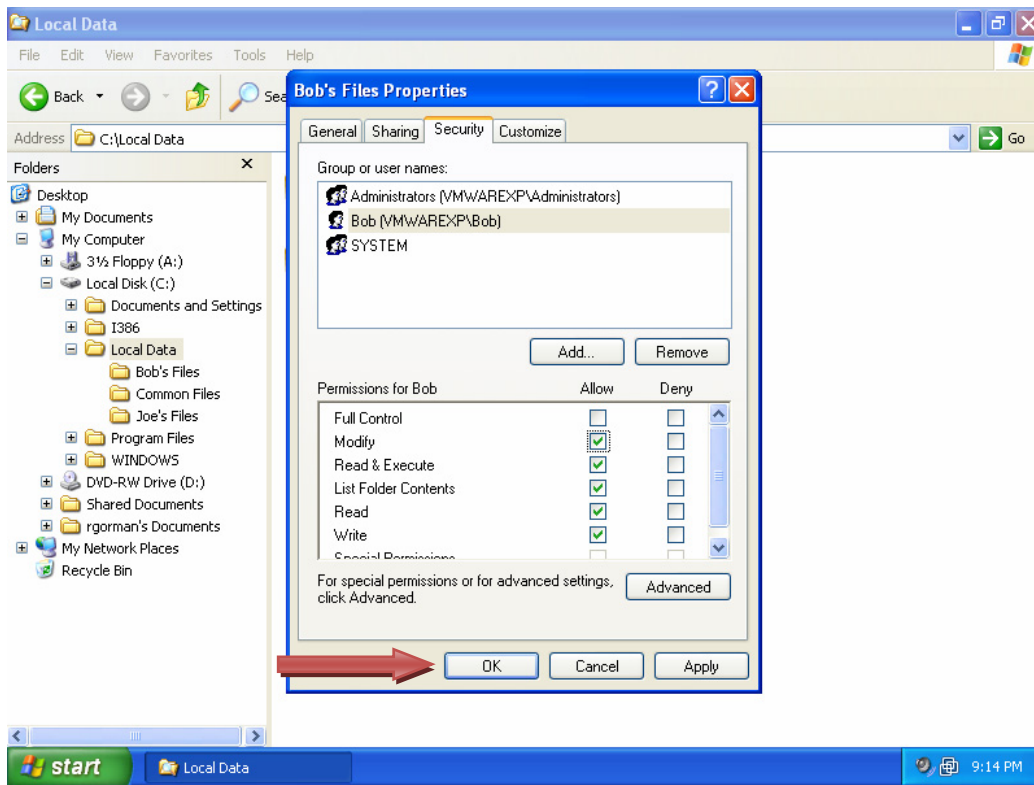 Local Data
File Edit View Favorites Tools Help
Back
Address C:\Local Data Go
Folders
Desktop
My Documents
My Computer
3½ Floppy (A:)
Local Disk (C:)
Documents and Settings
I386
Local Data
Bob's Files
Common Files
Joe's Files
Program Files
WINDOWS
DVD-RW Drive (D:)
Shared Documents
rgorman's Documents
My Network Places
Recycle Bin
Bob's Files Properties
General Sharing Security Customize
Group or user names:
Administrators (VMWAREXP\Administrators)
Bob (VMWAREXP\Bob)
SYSTEM
Add... Remove
Permissions for Bob Allow Deny
Full Control
Modify
Read & Execute
List Folder Contents
Read
Write
Special Permissions
For special permissions or for advanced settings,
click Advanced.
Advanced
OK Cancel Apply
start Local Data 9:14 PM